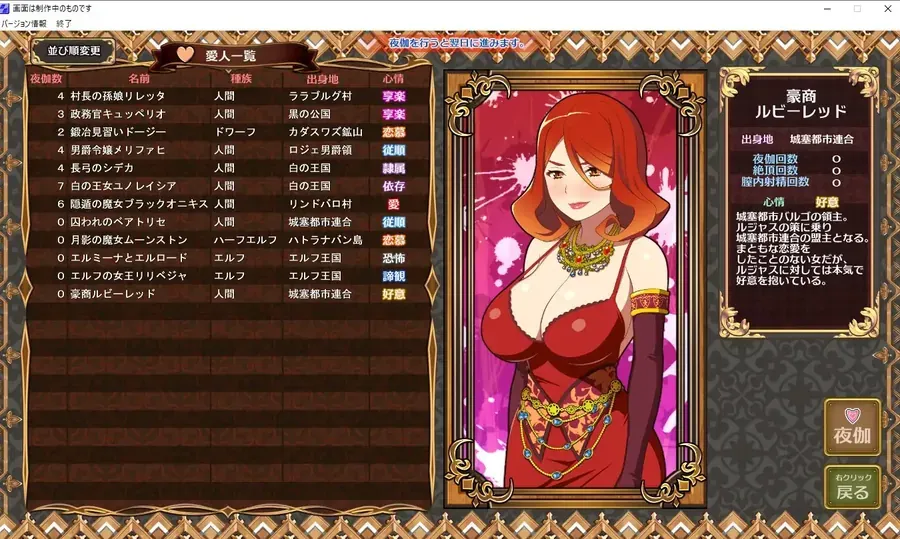 画面は制作中のものです
バージョン情報 終了
並び順変更
愛人一覧
夜伽を行うと翌日に進みます。
夜伽数 名前 種族 出身地 心情
4 村長の孫娘リレッタ 人間 ララブルグ村 享楽
3 政務官キュッペリオ 人間 黒の公国 享楽
2 鍛冶見習いドージー ドワーフ カダスワズ鉱山 恋慕
4 男爵令嬢メリファヒ 人間 ロジェ男爵領 従順
4 長弓のシデカ 人間 白の王国 隷属
7 白の王女ユノレイシア 人間 白の王国 依存
6 隠遁の魔女ブラックオニキス 人間 リンドバロ村 愛
0 囚われのベアトリセ 人間 城塞都市連合 従順
0 月影の魔女ムーンストン ハーフエルフ ハトラナバン島 恋慕
0 エルミーナとエルロード エルフ エルフ王国 恐怖
0 エルフの女王リリベジャ エルフ エルフ王国 諦観
0 豪商ルビーレッド 人間 城塞都市連合 好意
豪商
ルビーレッド
出身地 城塞都市連合
夜伽回数 0
絶頂回数 0
膣内射精回数 0
心情 好意
城塞都市バルゴの領主。
ルジャスの策に乗り
城塞都市連合の盟主となる。
まともな恋愛を
したことのない女だが、
ルジャスに対しては本気で
好意を抱いている。
夜伽
右クリック
戻る